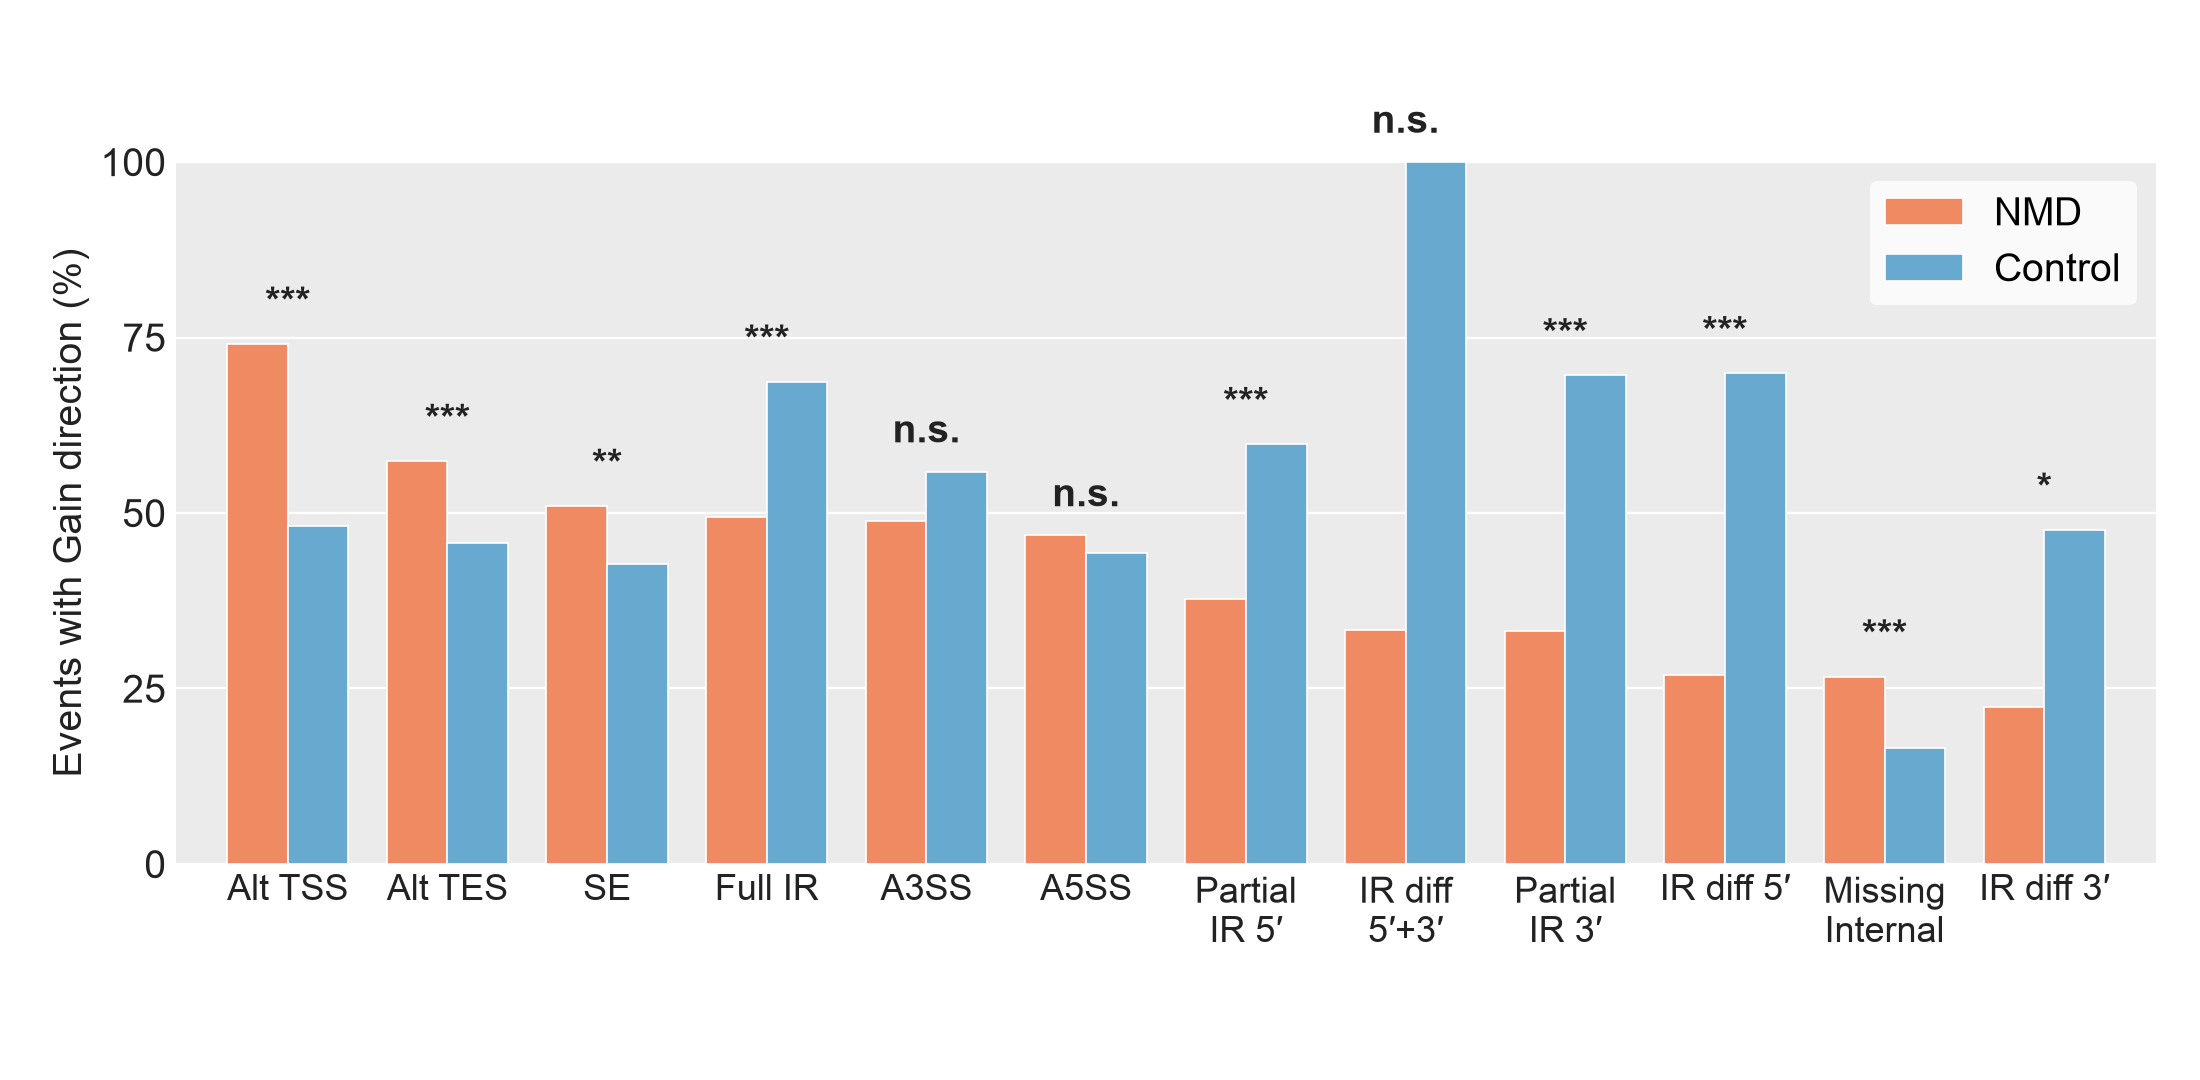 n.s.
100
75
50
25
0
Events with Gain direction (%)
NMD
Control
***
***
**
***
n.s.
n.s.
***
***
***
***
*
Alt TSS
Alt TES
SE
Full IR
A3SS
A5SS
Partial
IR 5′
IR diff
5′+3′
Partial
IR 3′
IR diff 5′
Missing
Internal
IR diff 3′